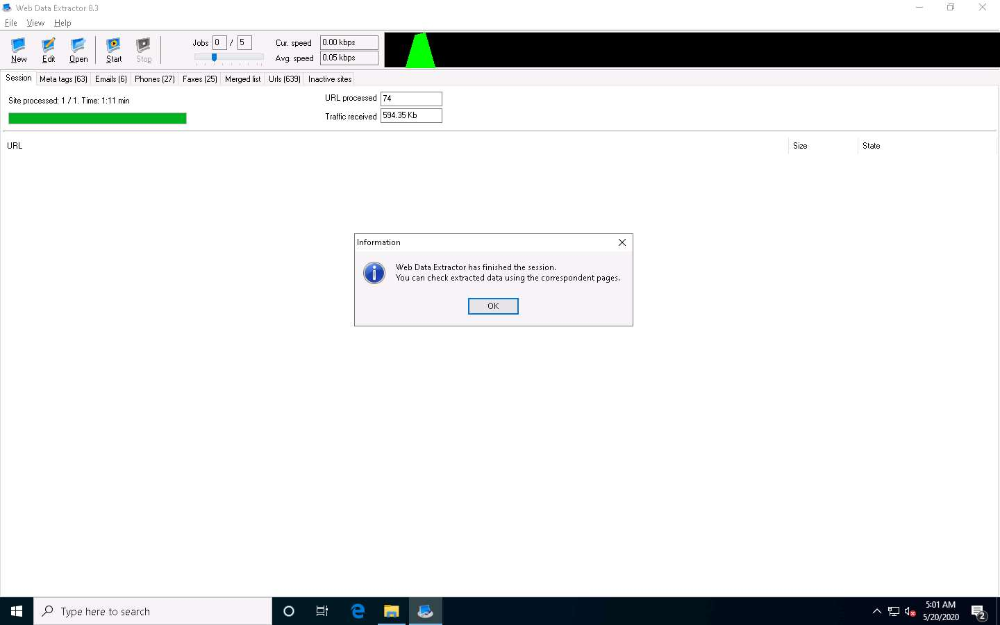 Web Data Extractor 8.3
File View Help
New Edit Open Start Stop
Jobs 0 / 5
Cur. speed 0.00 kbps
Avg. speed 0.05 kbps
Session Meta tags (63) Emails (6) Phones (27) Faxes (25) Merged list Urls (639) Inactive sites
Site processed: 1 / 1. Time: 1:11 min
URL processed 74
Traffic received 594.35 Kb
URL Size State
Information
Web Data Extractor has finished the session.
You can check extracted data using the correspondent pages.
OK
Type here to search
5:01 AM
5/20/2020
2